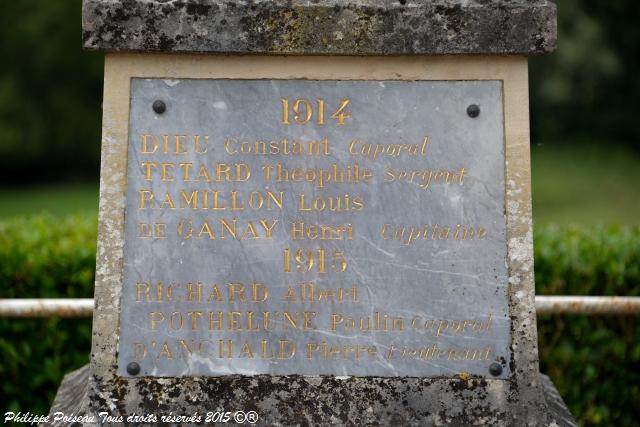 1914
DIEU Constant Caporal
TETARD Théophile Sergent
RAMILLON Louis
DE GANAY Henri Capitaine
1915
RICHARD Albert
POTHELUNE Paulin Caporal
D'ANCHALD Pierre Lieutenant
Philippe Poiseau Tous droits réservés 2015©®